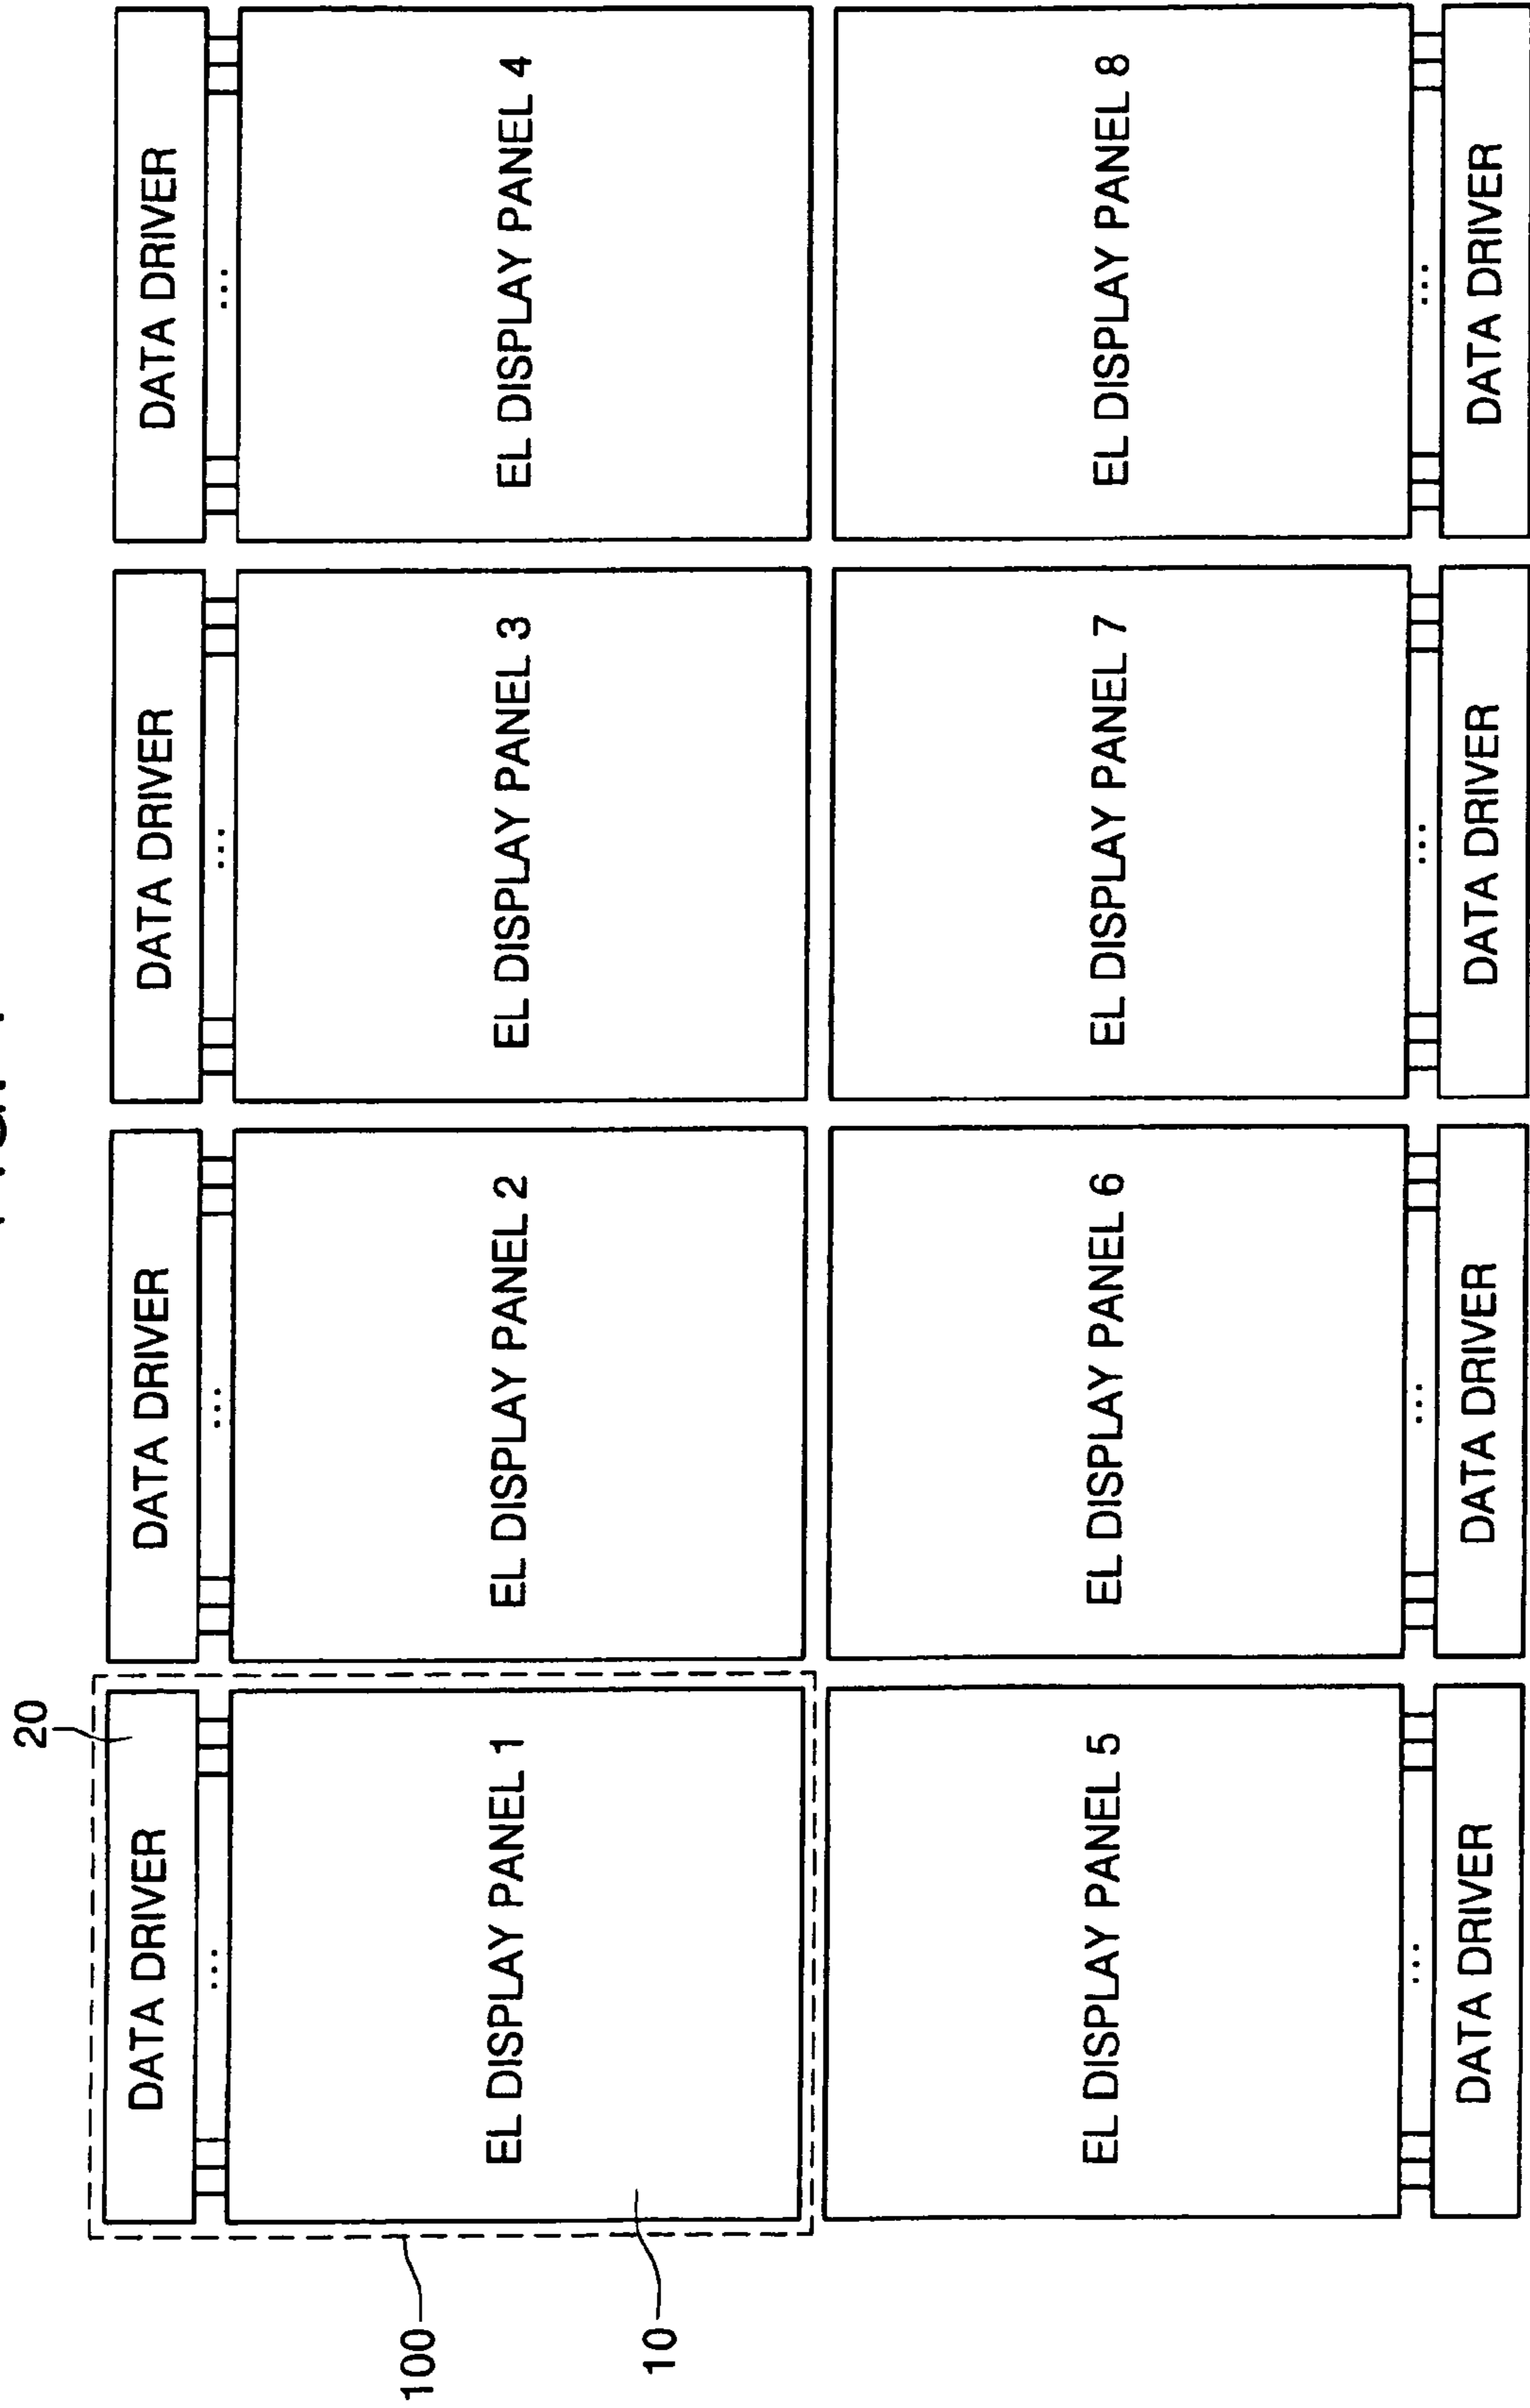 20
DATA DRIVER
DATA DRIVER
DATA DRIVER
DATA DRIVER
100
EL DISPLAY PANEL 1
EL DISPLAY PANEL 2
EL DISPLAY PANEL 3
EL DISPLAY PANEL 4
10
EL DISPLAY PANEL 5
EL DISPLAY PANEL 6
EL DISPLAY PANEL 7
EL DISPLAY PANEL 8
DATA DRIVER
DATA DRIVER
DATA DRIVER
DATA DRIVER